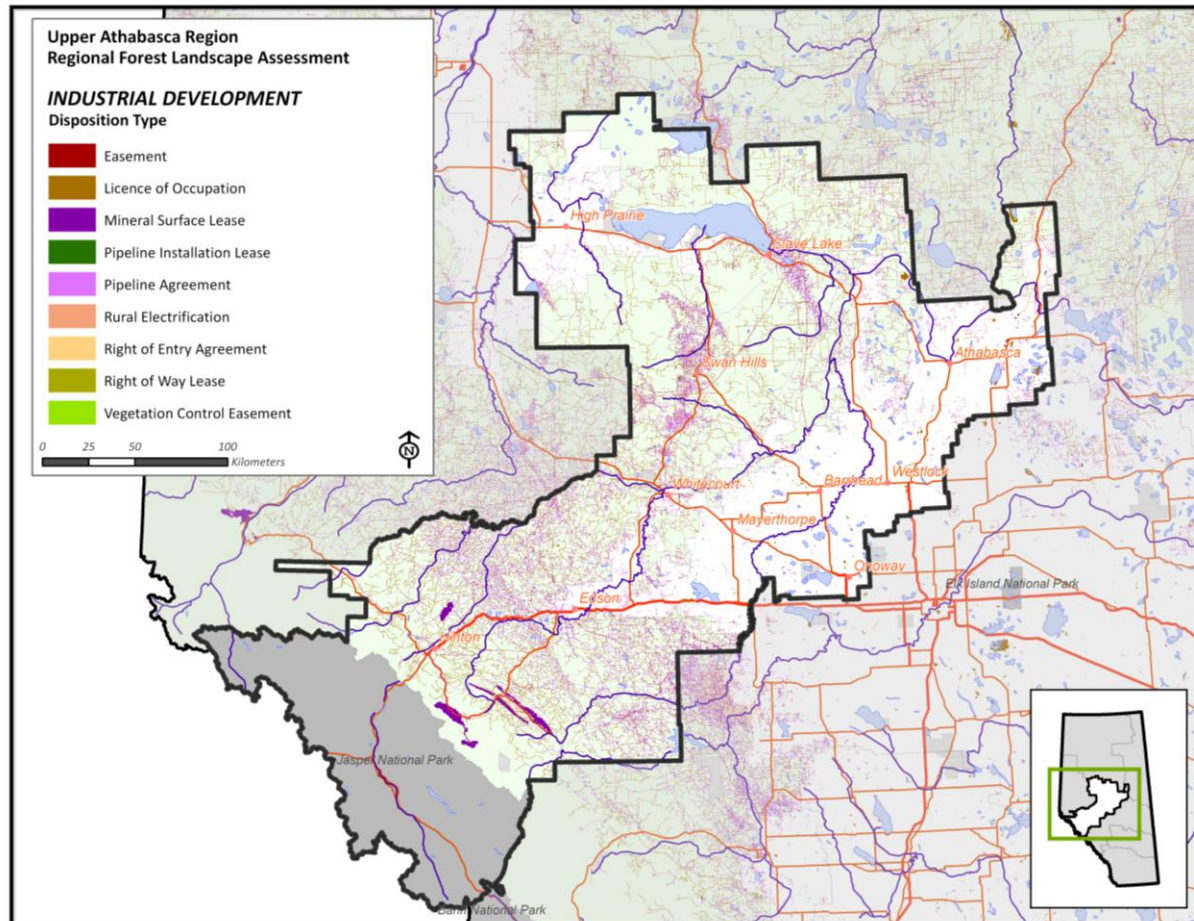 Upper Athabasca Region
Regional Forest Landscape Assessment
INDUSTRIAL DEVELOPMENT
Disposition Type
Easement
Licence of Occupation
Mineral Surface Lease
Pipeline Installation Lease
Pipeline Agreement
Rural Electrification
Right of Entry Agreement
Right of Way Lease
Vegetation Control Easement
0 25 50 100
Kilometers
N
High Prairie
Slave Lake
Swan Hills
Athabasca
Whitecourt
Barrhead
Westlock
Mayerthorpe
Onoway
Elk Island National Park
Edson
Hinton
Jasper National Park
Banff National Park